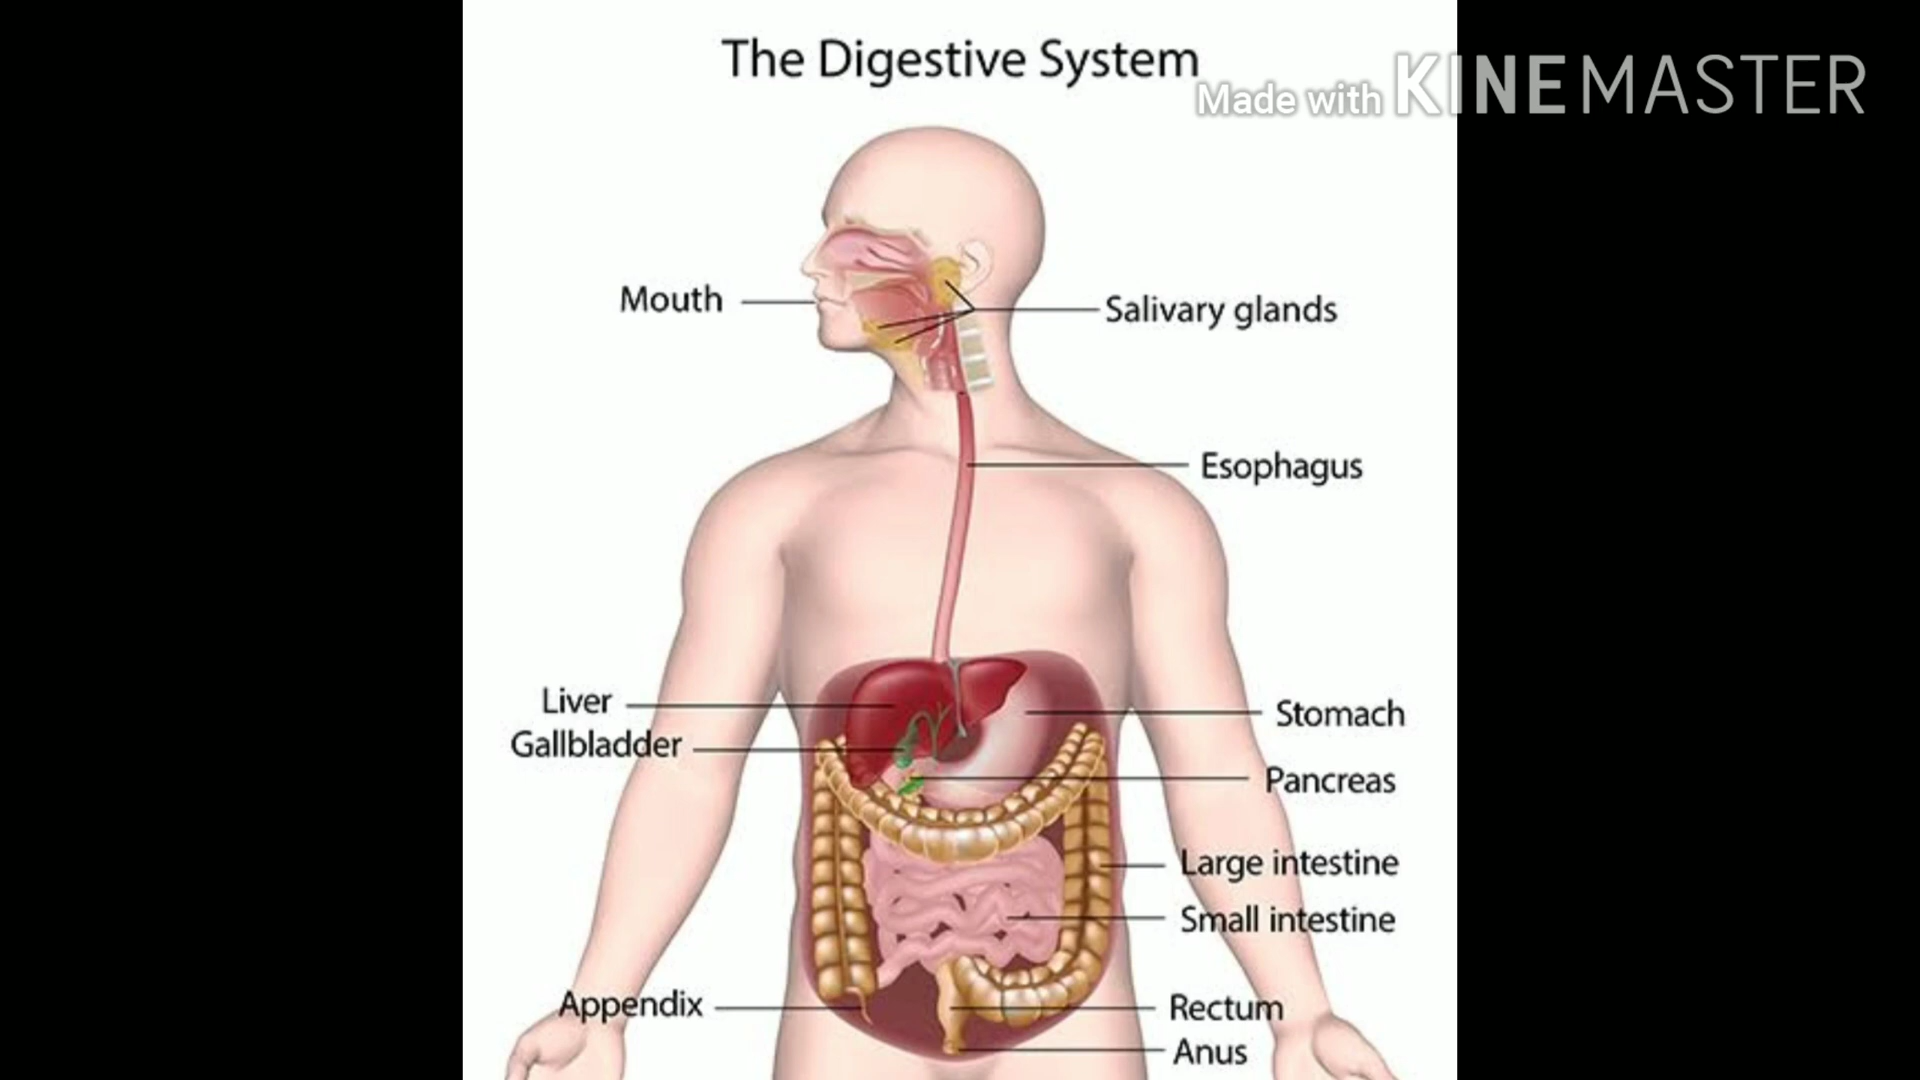 The Digestive System
Made with KINEMASTER
Mouth
Salivary glands
Esophagus
Liver
Stomach
Gallbladder
Pancreas
Large intestine
Small intestine
Appendix
Rectum
Anus